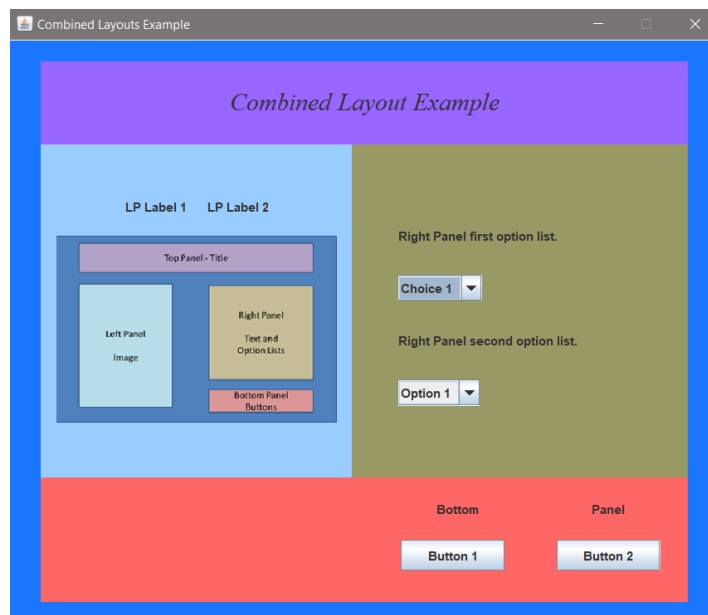 Combined Layouts Example
Combined Layout Example
LP Label 1 LP Label 2
Top Panel - Title
Left Panel
Image
Right Panel
Text and
Option Lists
Bottom Panel
Buttons
Right Panel first option list.
Choice 1
Right Panel second option list.
Option 1
Bottom Panel
Button 1 Button 2